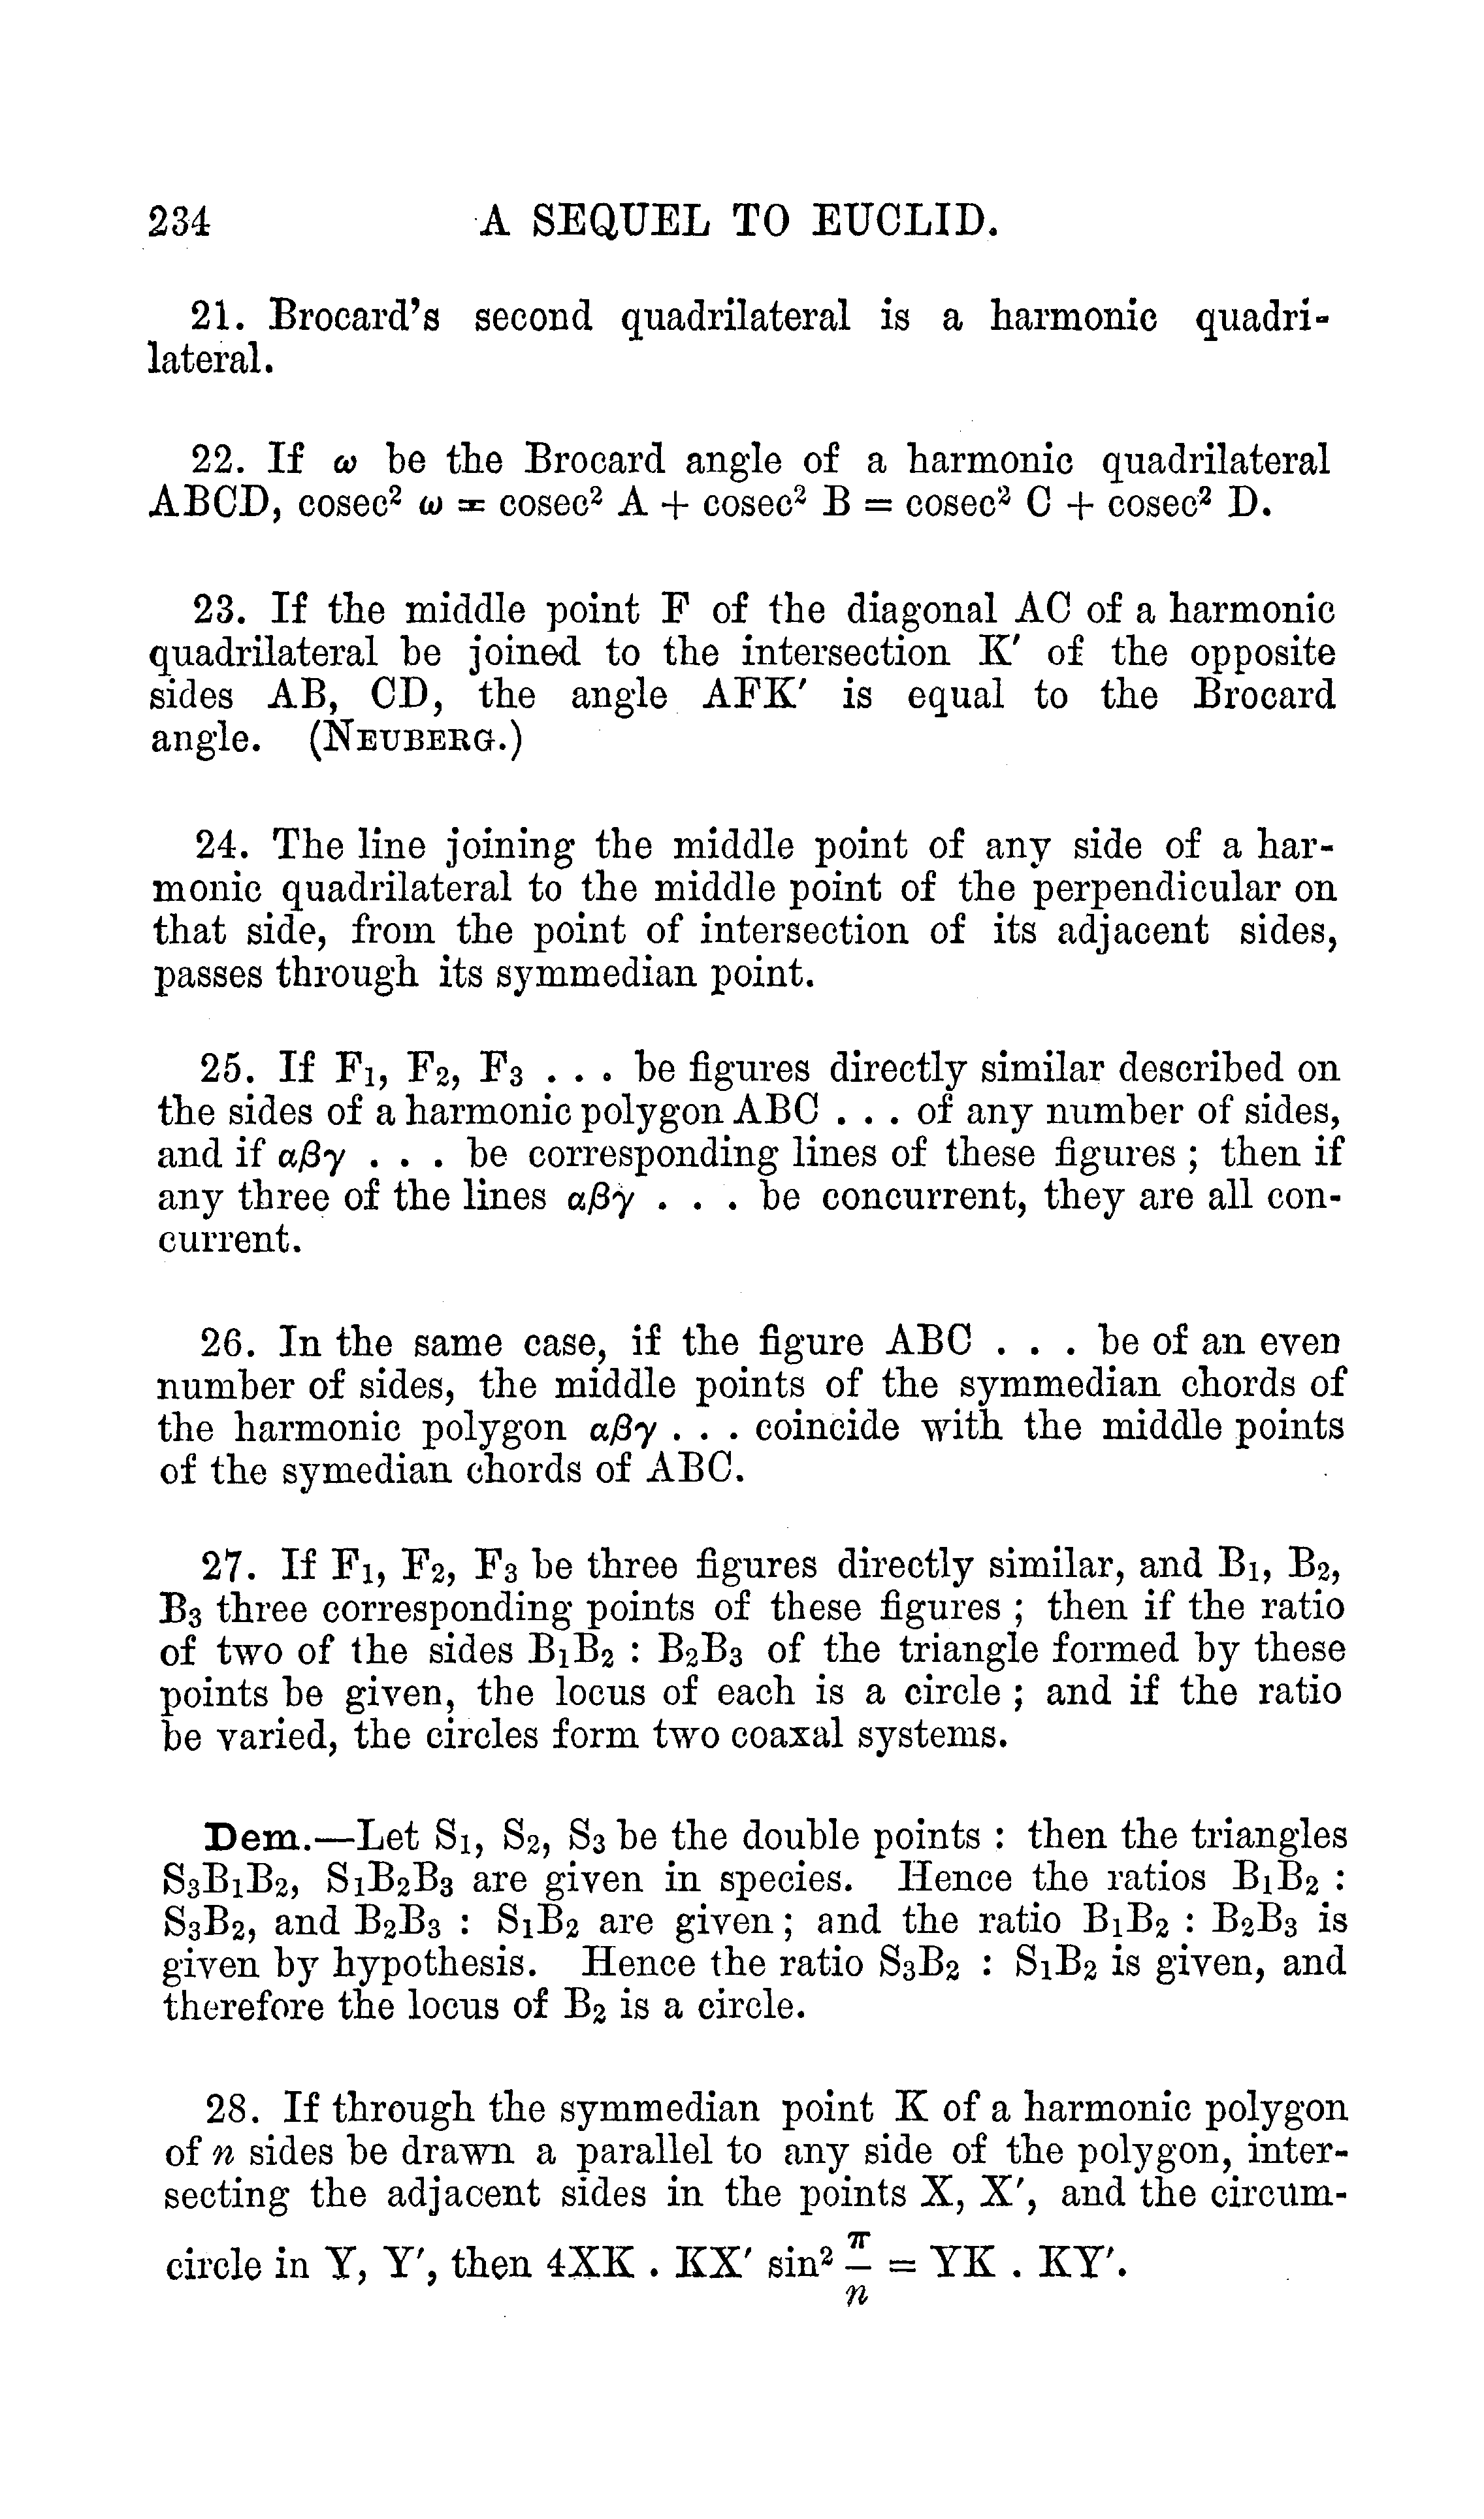 234 A SEQUEL TO EUCLID.
21. Brocard's second quadrilateral is a harmonic quadri-
lateral.
22. If ω be the Brocard angle of a harmonic quadrilateral
ABCD, cosec² ω = cosec² A + cosec² B = cosec² C + cosec² D.
23. If the middle point F of the diagonal AC of a harmonic
quadrilateral be joined to the intersection K′ of the opposite
sides AB, CD, the angle AFK′ is equal to the Brocard
angle. (NEUBERG.)
24. The line joining the middle point of any side of a har-
monic quadrilateral to the middle point of the perpendicular on
that side, from the point of intersection of its adjacent sides,
passes through its symmedian point.
25. If F₁, F₂, F₃ . . . be figures directly similar described on
the sides of a harmonic polygon ABC . . . of any number of sides,
and if αβγ . . . be corresponding lines of these figures ; then if
any three of the lines αβγ . . . be concurrent, they are all con-
current.
26. In the same case, if the figure ABC . . . be of an even
number of sides, the middle points of the symmedian chords of
the harmonic polygon αβγ . . . coincide with the middle points
of the symedian chords of ABC.
27. If F₁, F₂, F₃ be three figures directly similar, and B₁, B₂,
B₃ three corresponding points of these figures ; then if the ratio
of two of the sides B₁B₂ : B₂B₃ of the triangle formed by these
points be given, the locus of each is a circle ; and if the ratio
be varied, the circles form two coaxal systems.
Dem.—Let S₁, S₂, S₃ be the double points : then the triangles
S₃B₁B₂, S₁B₂B₃ are given in species. Hence the ratios B₁B₂ :
S₃B₂, and B₂B₃ : S₁B₂ are given ; and the ratio B₁B₂ : B₂B₃ is
given by hypothesis. Hence the ratio S₃B₂ : S₁B₂ is given, and
therefore the locus of B₂ is a circle.
28. If through the symmedian point K of a harmonic polygon
of n sides be drawn a parallel to any side of the polygon, inter-
secting the adjacent sides in the points X, X′, and the circum-
circle in Y, Y′, then 4XK . KX′ sin² π/n = YK . KY′.